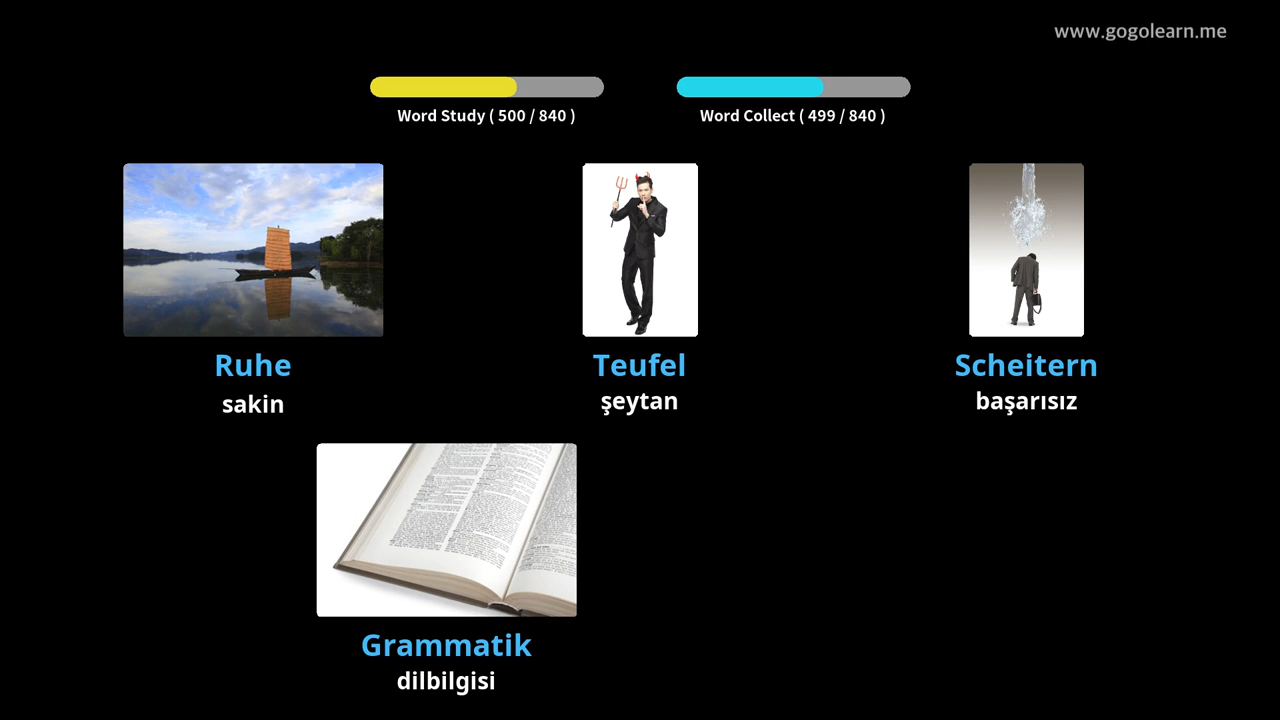 www.gogolearn.me
Word Study ( 500 / 840 )
Word Collect ( 499 / 840 )
Ruhe
sakin
Teufel
şeytan
Scheitern
başarısız
Grammatik
dilbilgisi